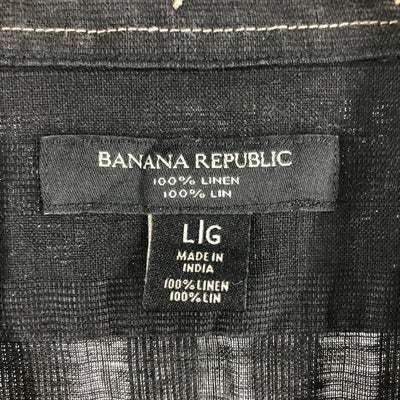 BANANA REPUBLIC
100% LINEN
100% LIN
L|G
MADE IN
INDIA
100% LINEN
100% LIN